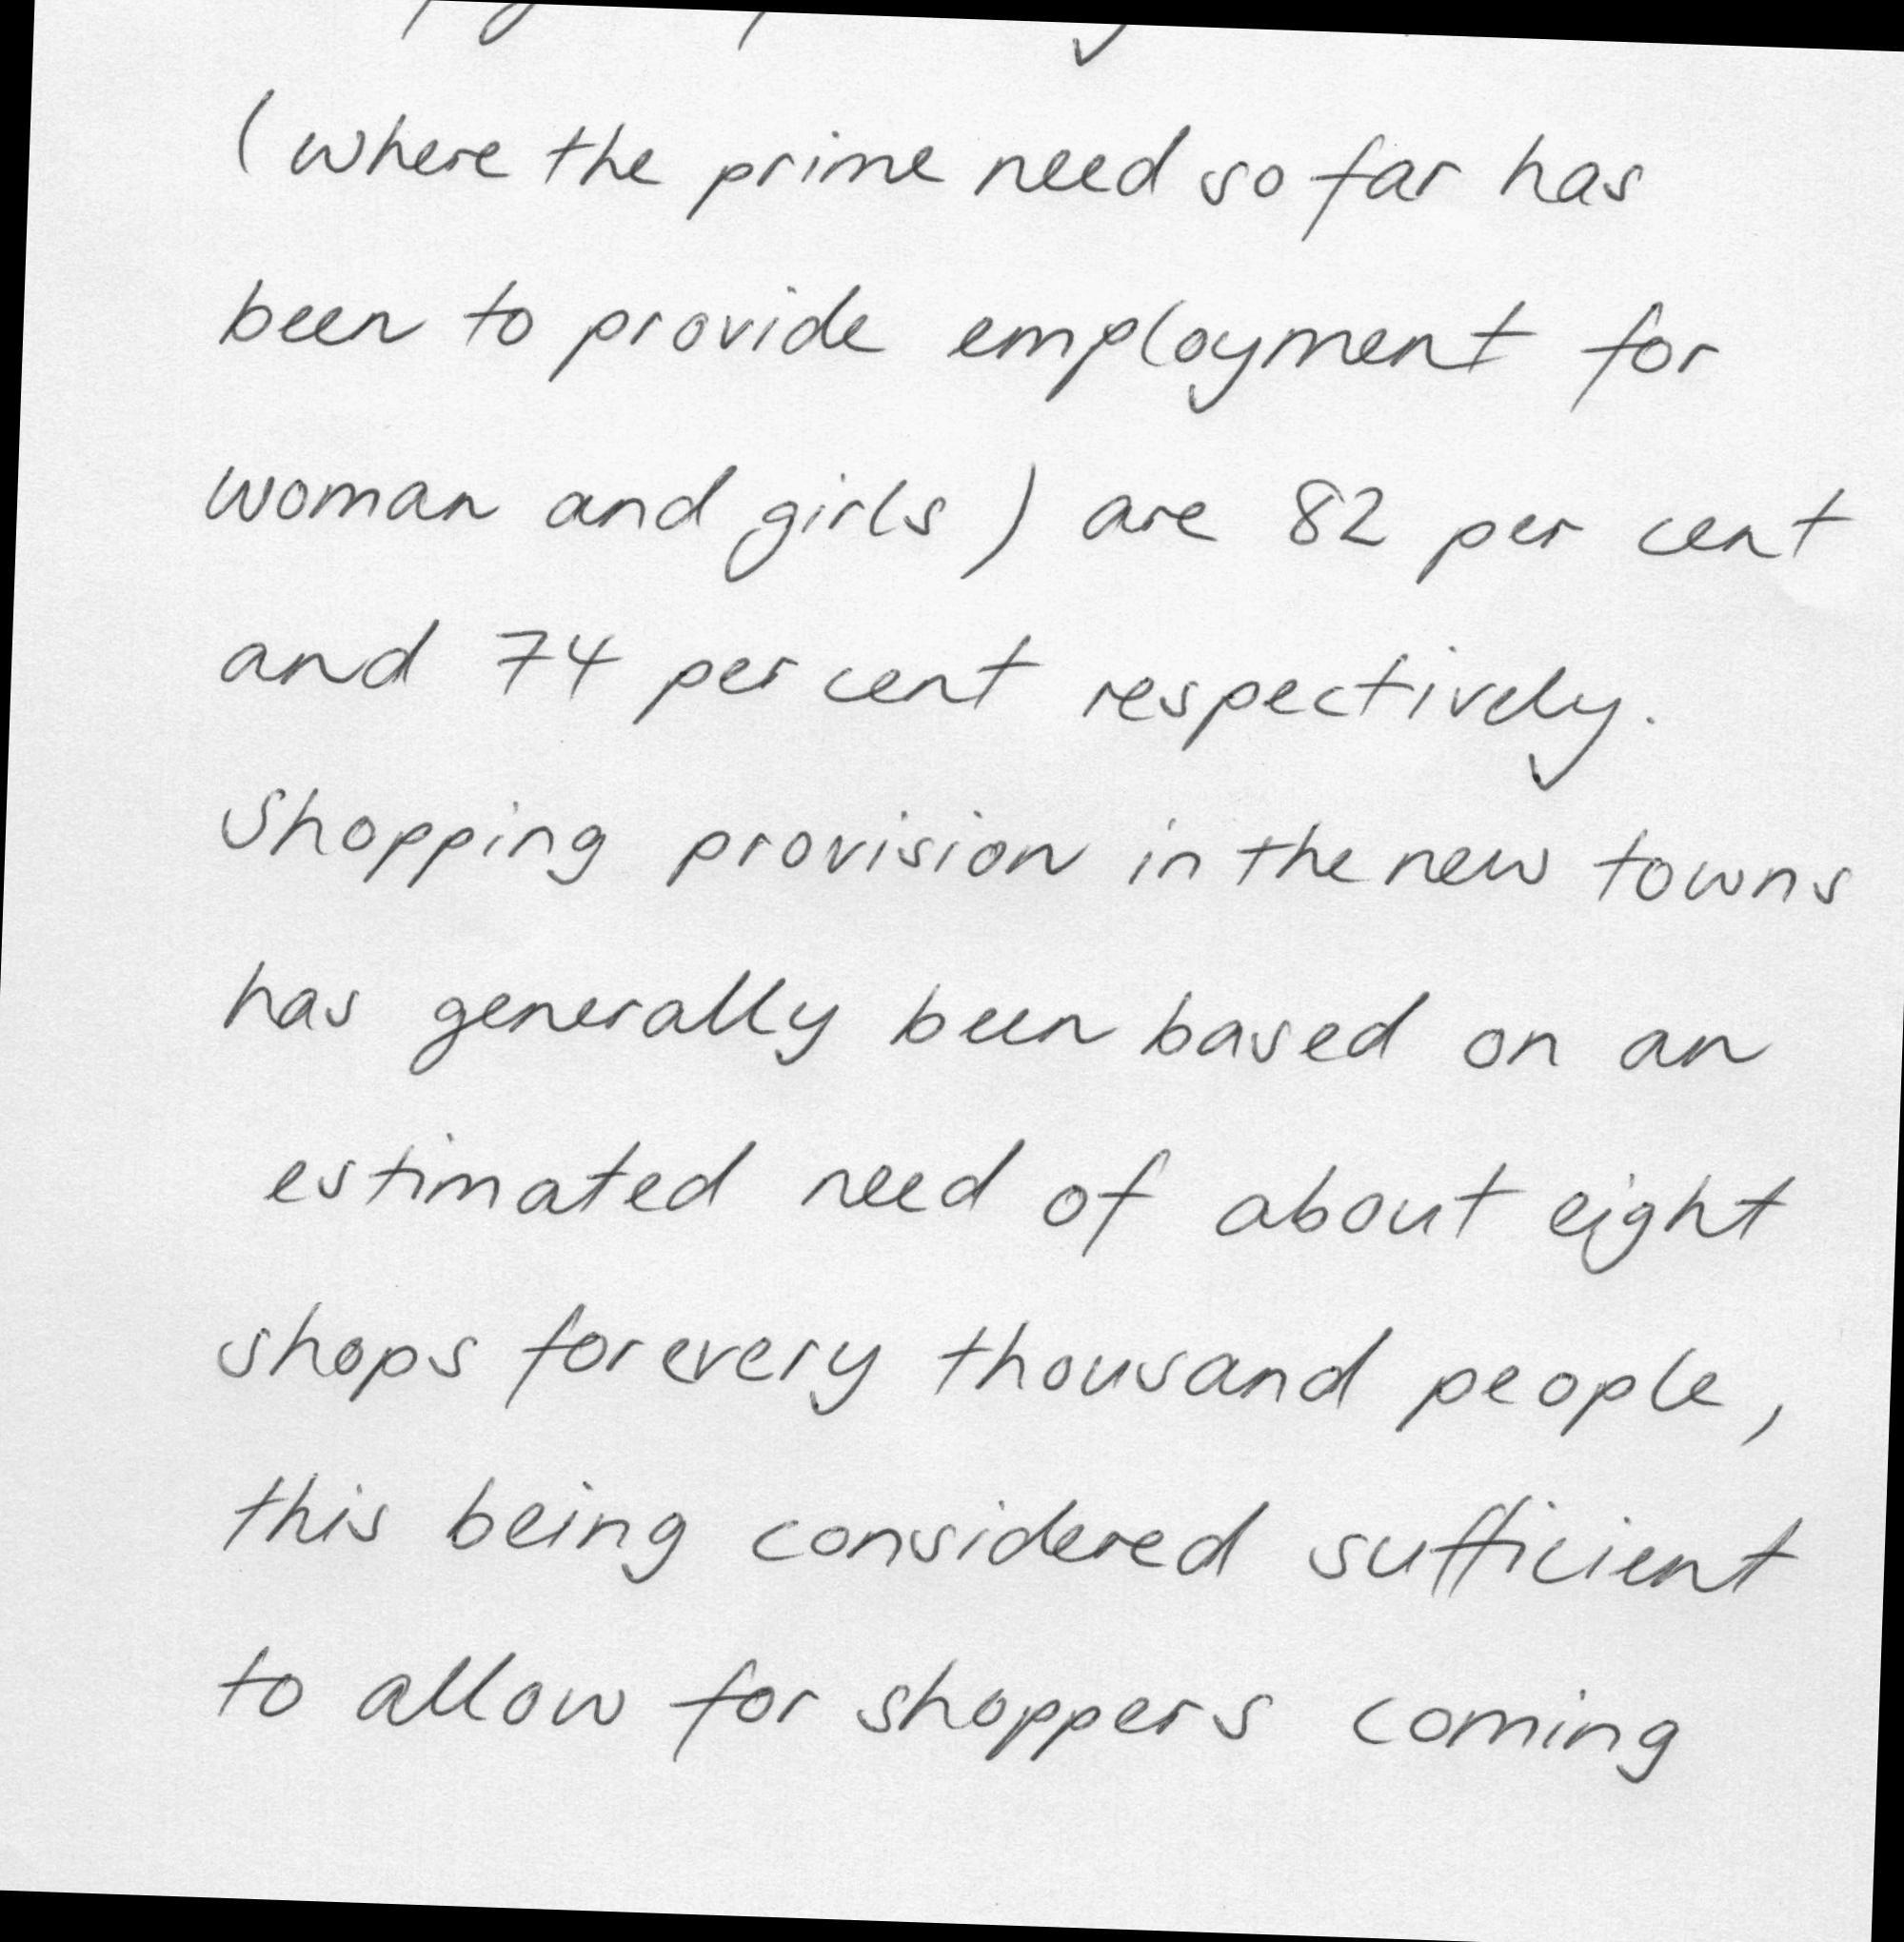 (where the prime need so far has
been to provide employment for
woman and girls) are 82 per cent
and 74 per cent respectively.
Shopping provision in the new towns
has generally been based on an
estimated need of about eight
shops for every thousand people,
this being considered sufficient
to allow for shoppers coming